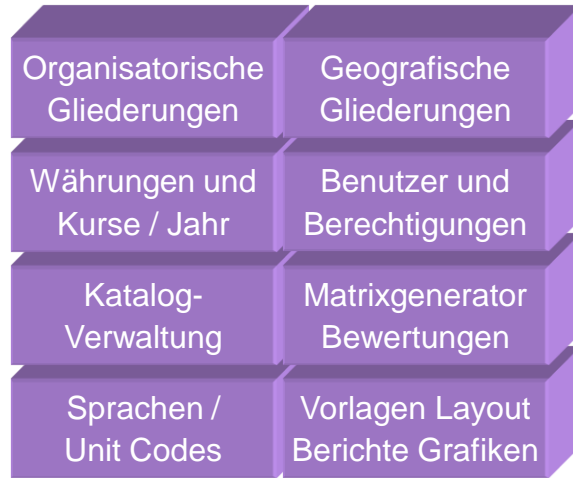 Organisatorische
Gliederungen
Geografische
Gliederungen
Währungen und
Kurse / Jahr
Benutzer und
Berechtigungen
Katalog-
Verwaltung
Matrixgenerator
Bewertungen
Sprachen /
Unit Codes
Vorlagen Layout
Berichte Grafiken